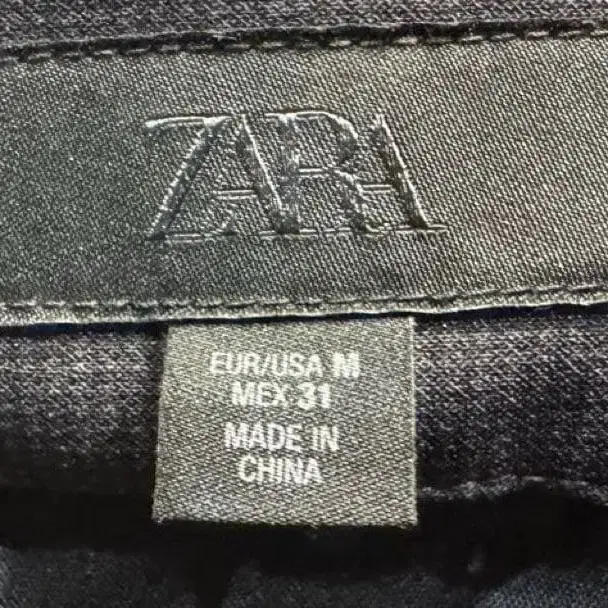 ZARA
EUR/USA M
MEX 31
MADE IN
CHINA